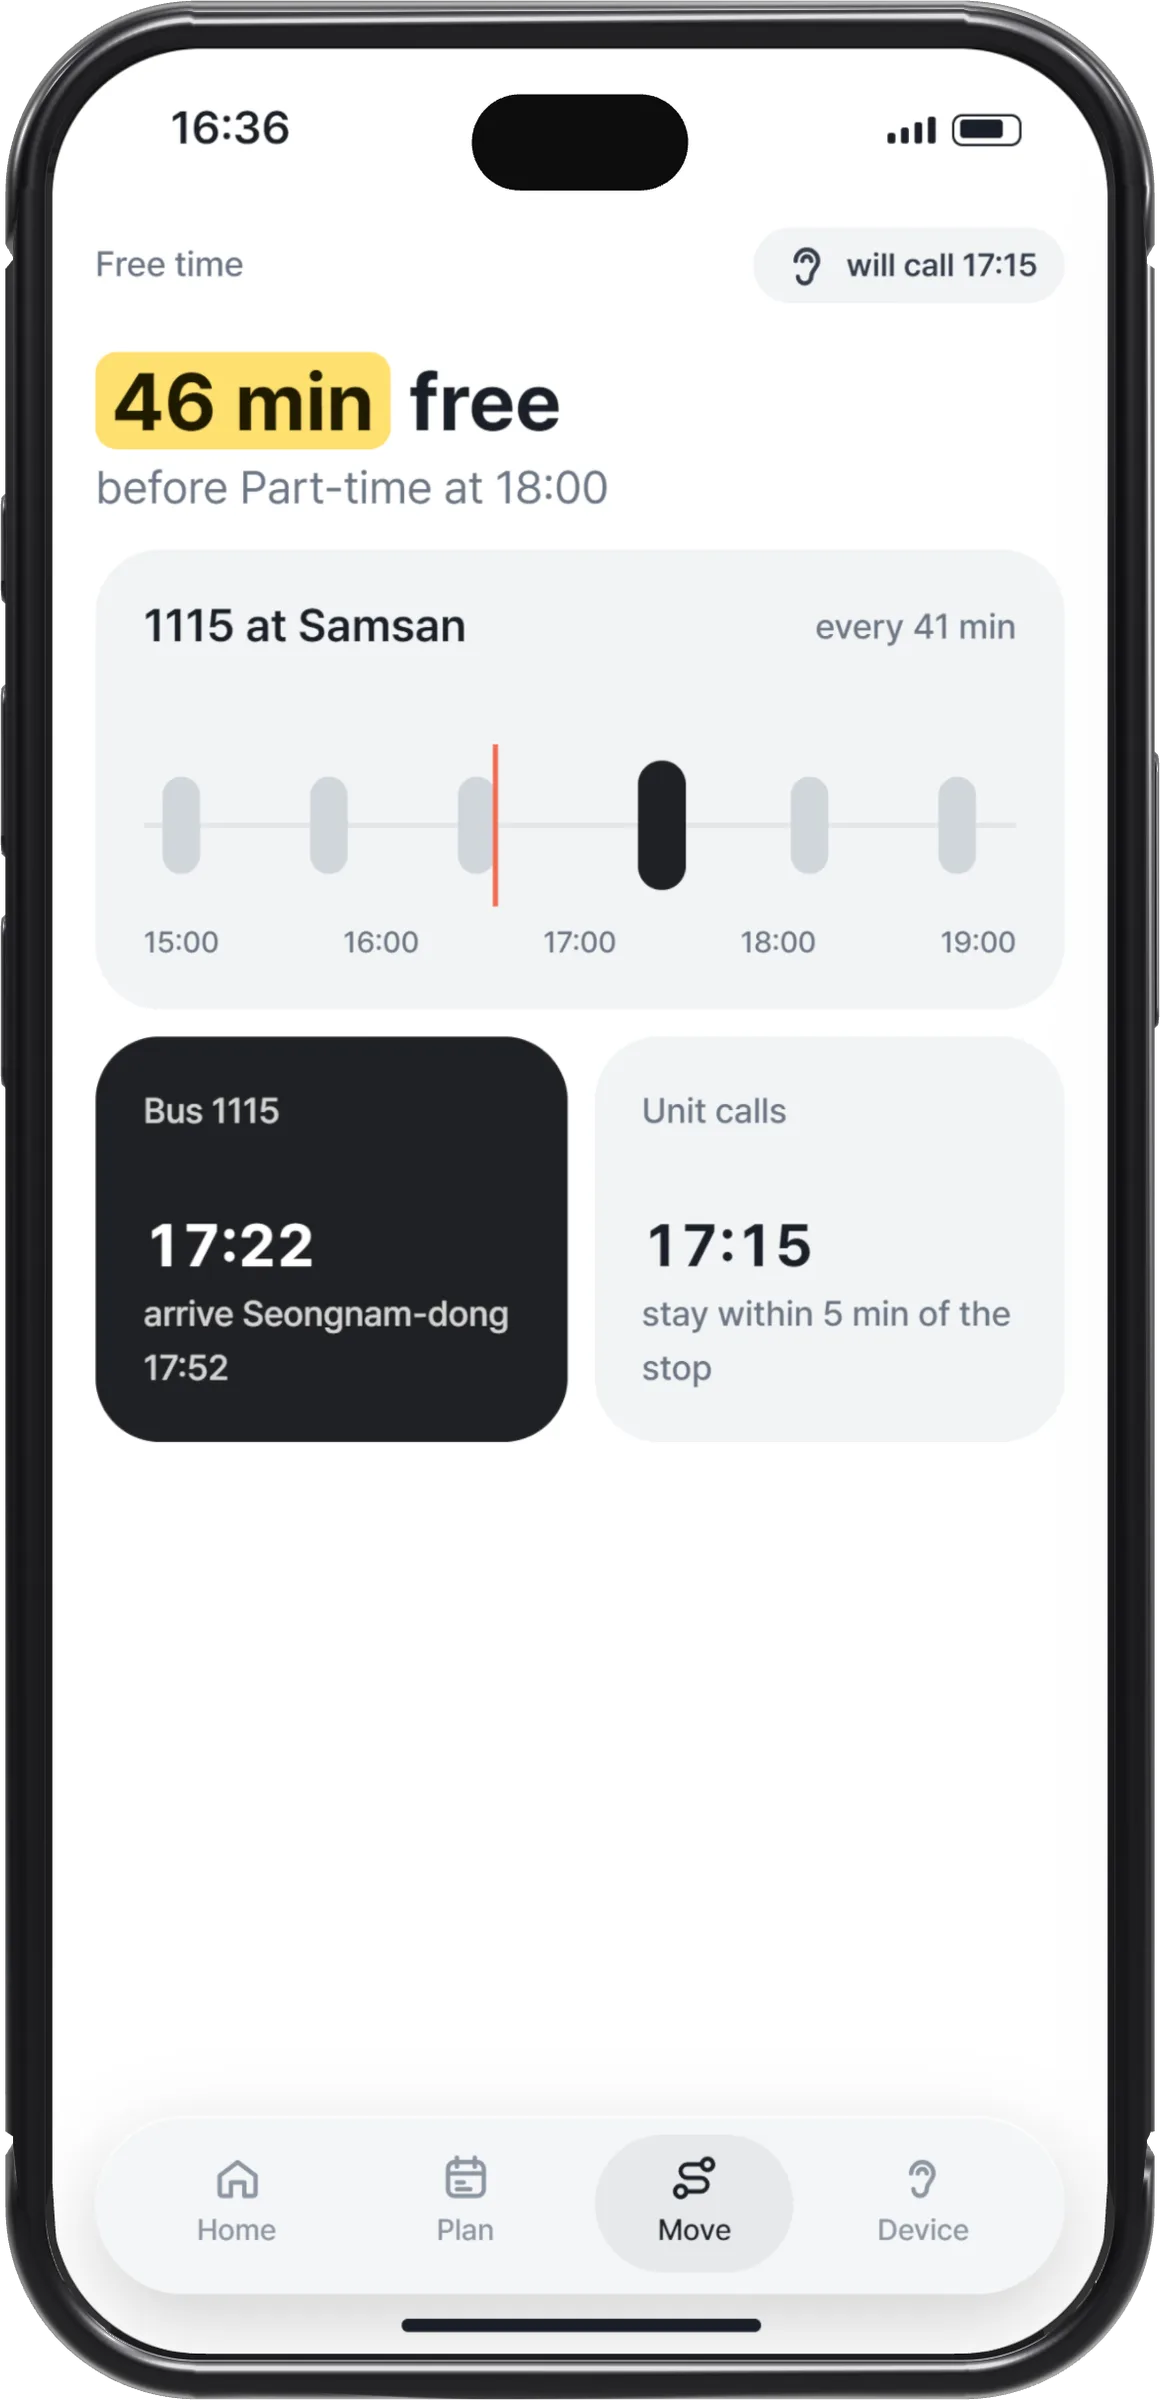 16:36
Free time
will call 17:15
46 min free
before Part-time at 18:00
1115 at Samsan
every 41 min
15:00 16:00 17:00 18:00 19:00
Bus 1115
17:22
arrive Seongnam-dong
17:52
Unit calls
17:15
stay within 5 min of the
stop
Home Plan Move Device